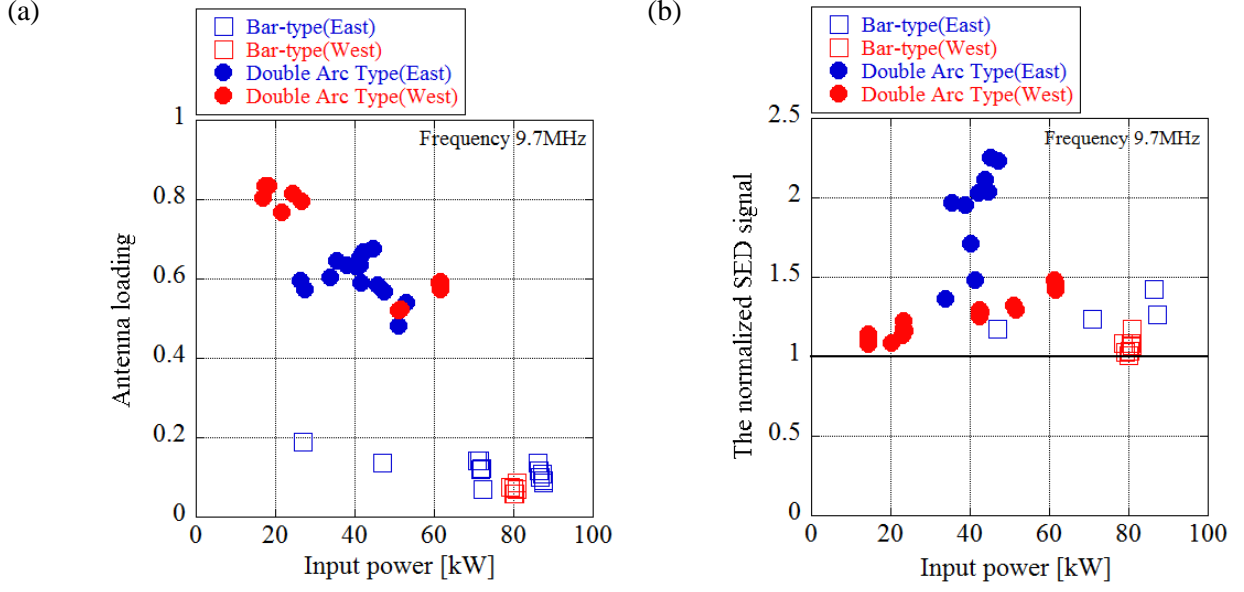 (a)
Bar-type(East)
Bar-type(West)
Double Arc Type(East)
Double Arc Type(West)
1
0.8
0.6
0.4
0.2
0
Frequency 9.7MHz
Antenna loading
0 20 40 60 80 100
Input power [kW]
(b)
Bar-type(East)
Bar-type(West)
Double Arc Type(East)
Double Arc Type(West)
2.5
2
1.5
1
0.5
0
Frequency 9.7MHz
The normalized SED signal
0 20 40 60 80 100
Input power [kW]